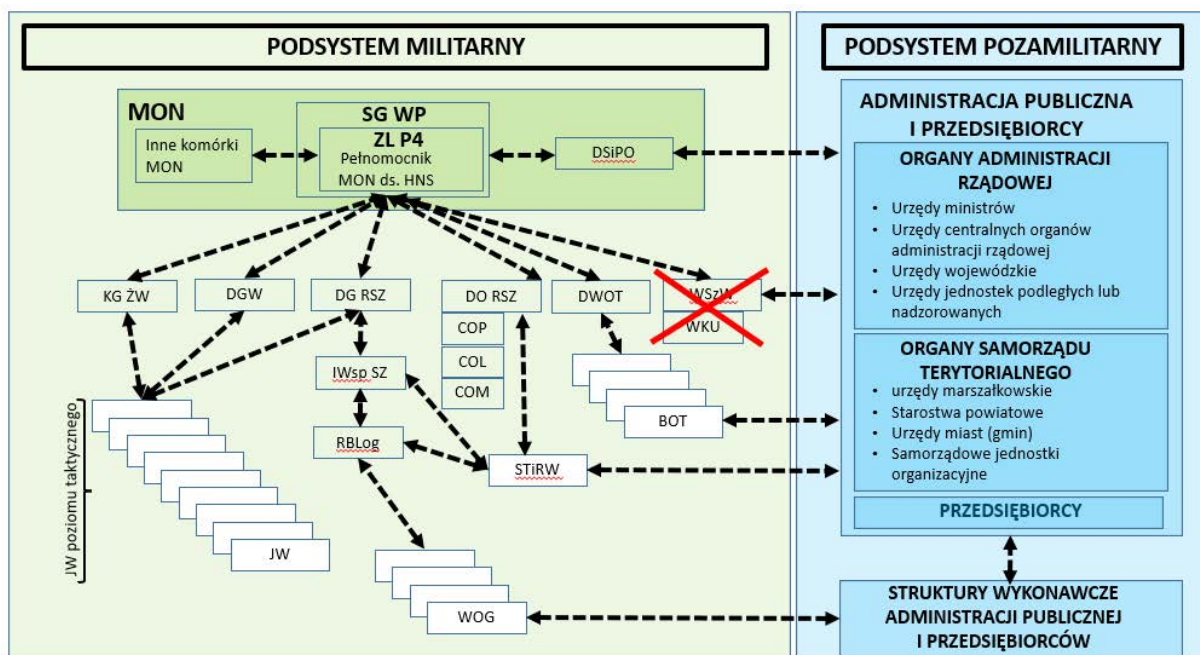 PODSYSTEM MILITARNY
MON
Inne komórki
MON
SG WP
ZL P4
Pełnomocnik
MON ds. HNS
DSiPO
KG ŻW
DGW
DG RSZ
DO RSZ
DWOT
WSzW
COP
WKU
COL
COM
IWsp SZ
RBLog
BOT
STiRW
JW poziomu taktycznego
JW
WOG
PODSYSTEM POZAMILITARNY
ADMINISTRACJA PUBLICZNA
I PRZEDSIĘBIORCY
ORGANY ADMINISTRACJI
RZĄDOWEJ
• Urzędy ministrów
• Urzędy centralnych organów
administracji rządowej
• Urzędy wojewódzkie
• Urzędy jednostek podległych lub
nadzorowanych
ORGANY SAMORZĄDU
TERYTORIALNEGO
• urzędy marszałkowskie
• Starostwa powiatowe
• Urzędy miast (gmin)
• Samorządowe jednostki
organizacyjne
PRZEDSIĘBIORCY
STRUKTURY WYKONAWCZE
ADMINISTRACJI PUBLICZNEJ
I PRZEDSIĘBIORCÓW